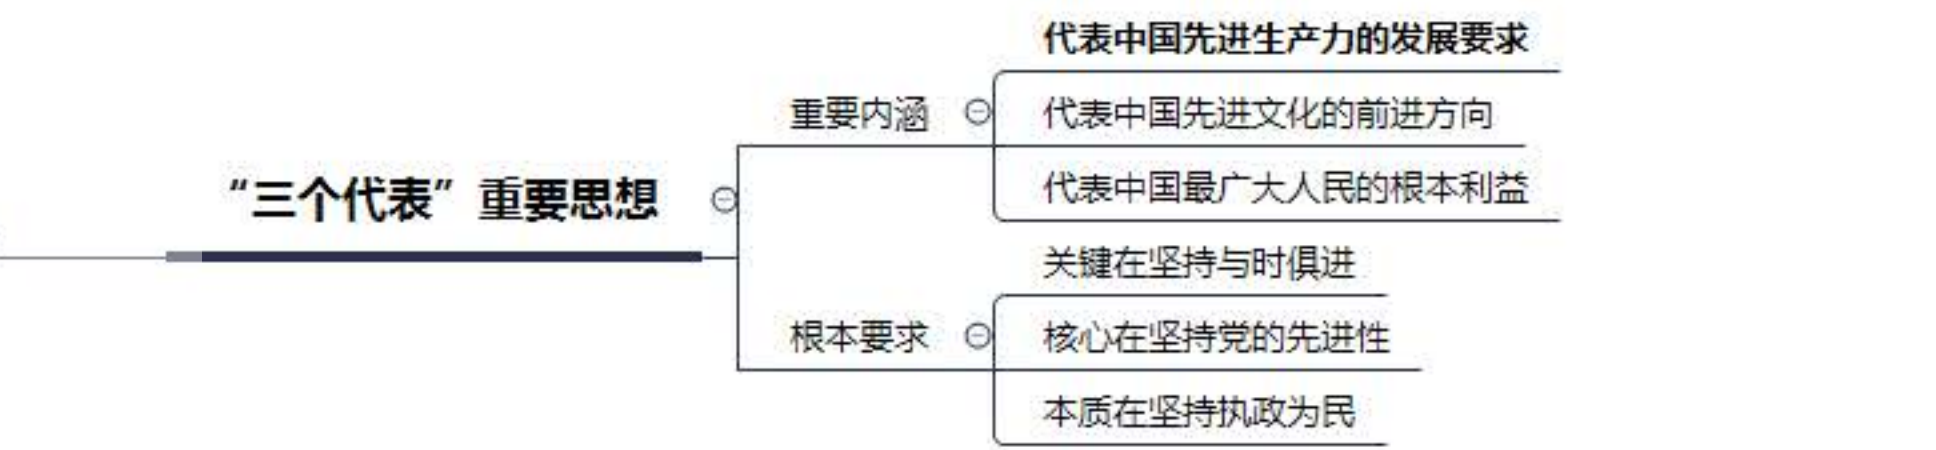 “三个代表”重要思想
重要内涵
代表中国先进生产力的发展要求
代表中国先进文化的前进方向
代表中国最广大人民的根本利益
根本要求
关键在坚持与时俱进
核心在坚持党的先进性
本质在坚持执政为民